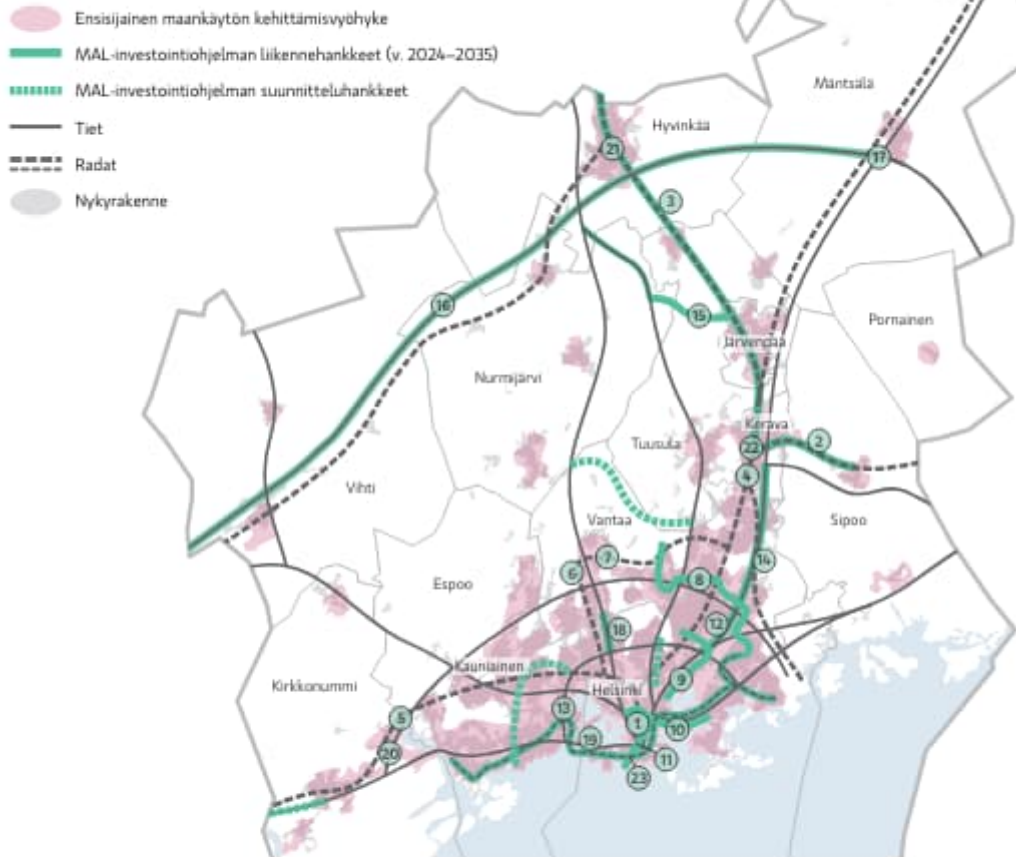 Ensisijainen maankäytön kehittämisvyöhyke
MAL-investointiohjelman liikennehankkeet (v. 2024–2035)
MAL-investointiohjelman suunnitteluhankkeet
Tiet
Radat
Nykyrakenne
Mäntsälä
Hyvinkää
21
17
3
16
15
Pornainen
Järvenpää
Nurmijärvi
Kerava
22
2
Tuusula
4
Vihti
Vantaa
Sipoo
7
14
6
8
Espoo
12
18
Kauniainen
9
Kirkkonummi
Helsinki
13
5
1
10
19
20
11
23